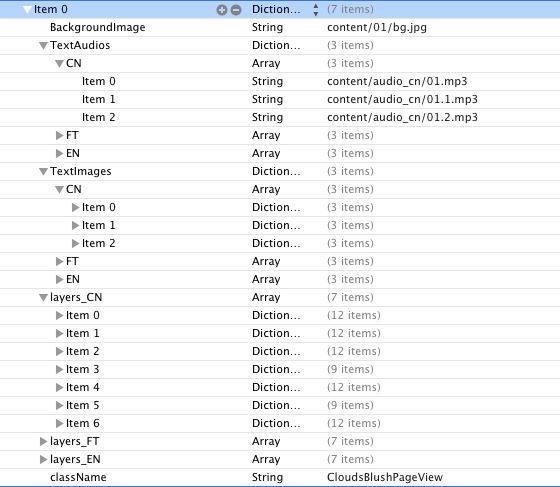 Item 0 Diction... (7 items)
BackgroundImage String content/01/bg.jpg
TextAudios Diction... (3 items)
CN Array (3 items)
Item 0 String content/audio_cn/01.mp3
Item 1 String content/audio_cn/01.1.mp3
Item 2 String content/audio_cn/01.2.mp3
FT Array (3 items)
EN Array (3 items)
TextImages Diction... (3 items)
CN Array (3 items)
Item 0 Diction... (3 items)
Item 1 Diction... (3 items)
Item 2 Diction... (3 items)
FT Array (3 items)
EN Array (3 items)
layers_CN Array (7 items)
Item 0 Diction... (12 items)
Item 1 Diction... (12 items)
Item 2 Diction... (12 items)
Item 3 Diction... (9 items)
Item 4 Diction... (12 items)
Item 5 Diction... (9 items)
Item 6 Diction... (12 items)
layers_FT Array (7 items)
layers_EN Array (7 items)
className String CloudsBlushPageView